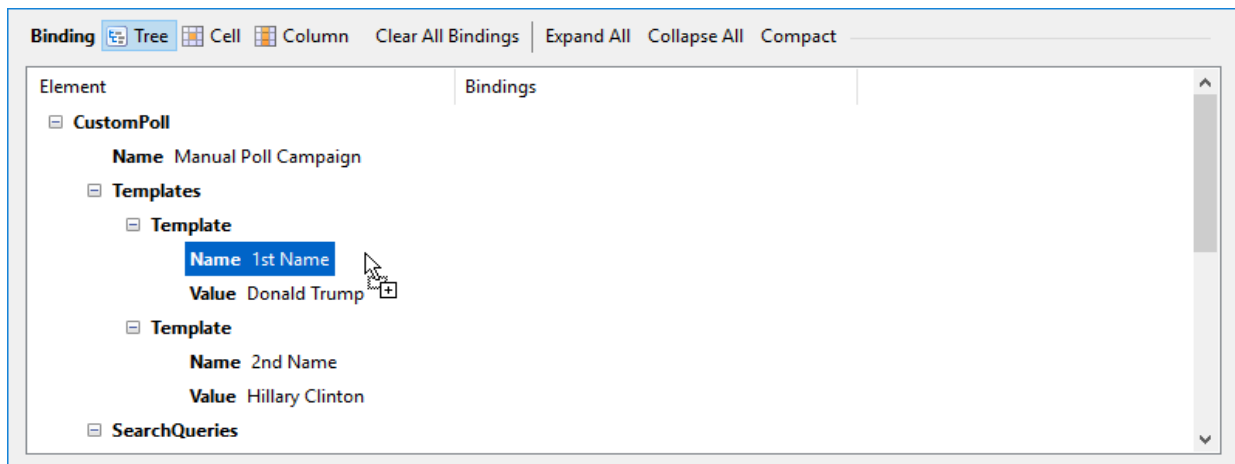 Binding Tree Cell Column Clear All Bindings Expand All Collapse All Compact
Element Bindings
CustomPoll
Name Manual Poll Campaign
Templates
Template
Name 1st Name
Value Donald Trump
Template
Name 2nd Name
Value Hillary Clinton
SearchQueries